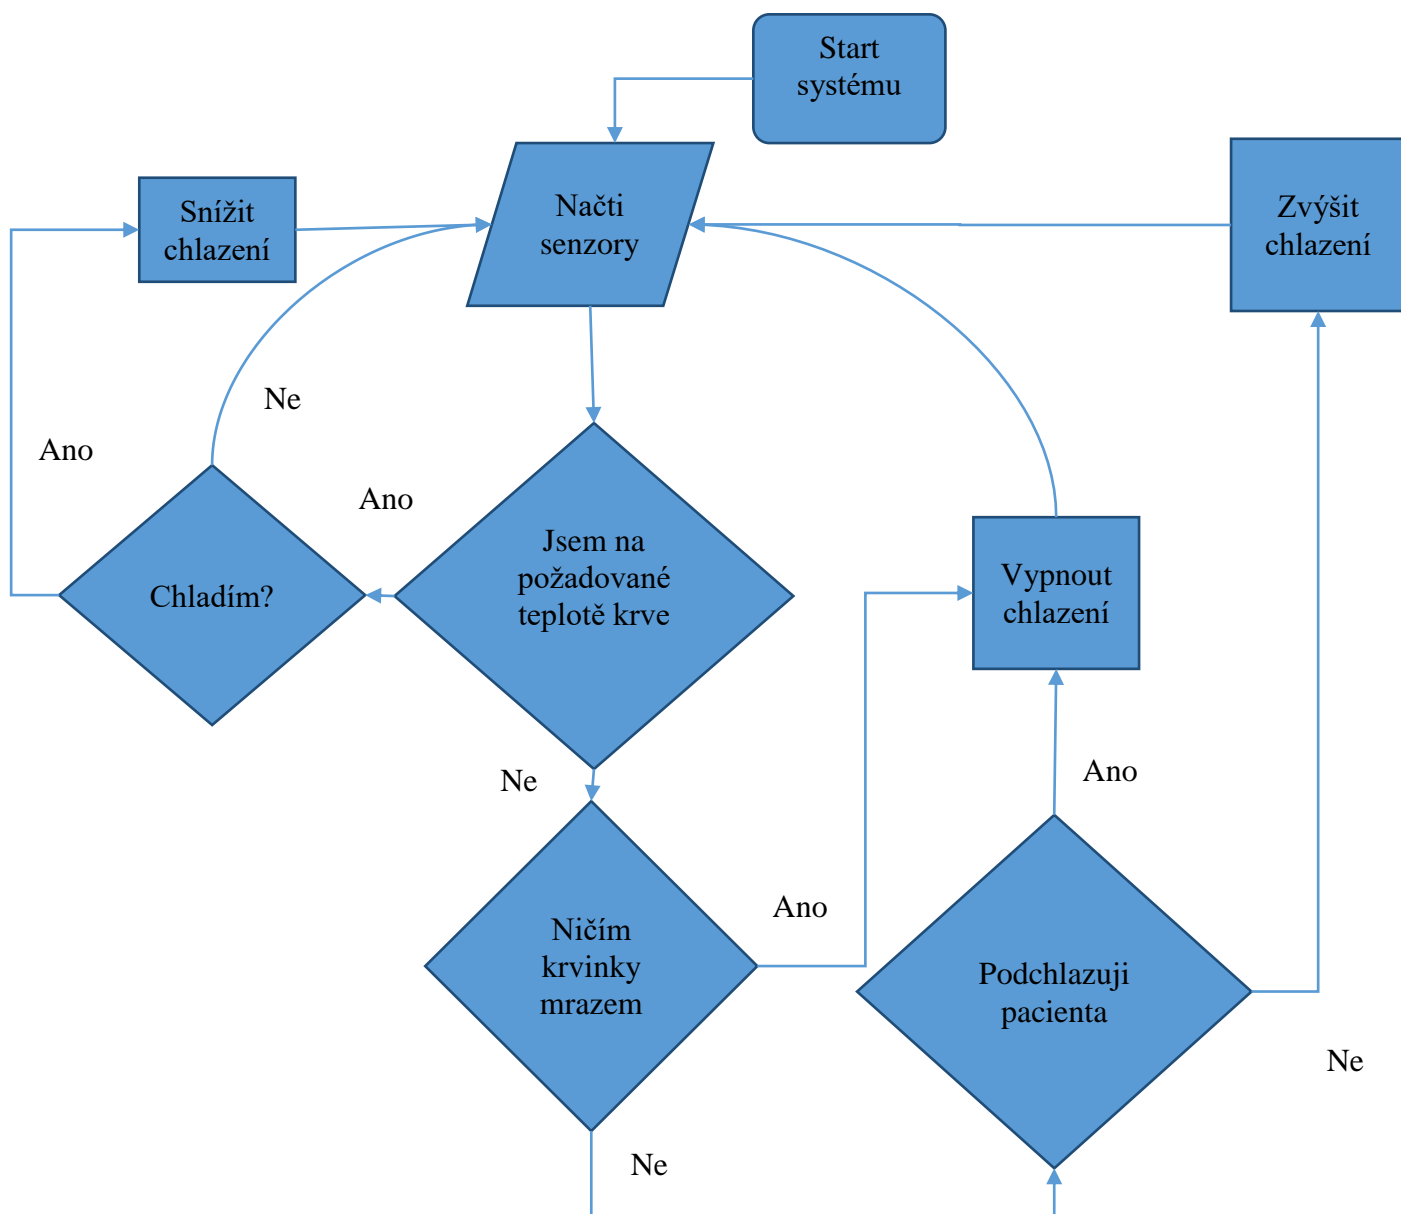 Start
systému
Snížit
chlazení
Načti
senzory
Zvýšit
chlazení
Ne
Ano
Ano
Jsem na
požadované
teplotě krve
Chladím?
Vypnout
chlazení
Ne
Ano
Ano
Ničím
krvinky
mrazem
Podchlazuji
pacienta
Ne
Ne